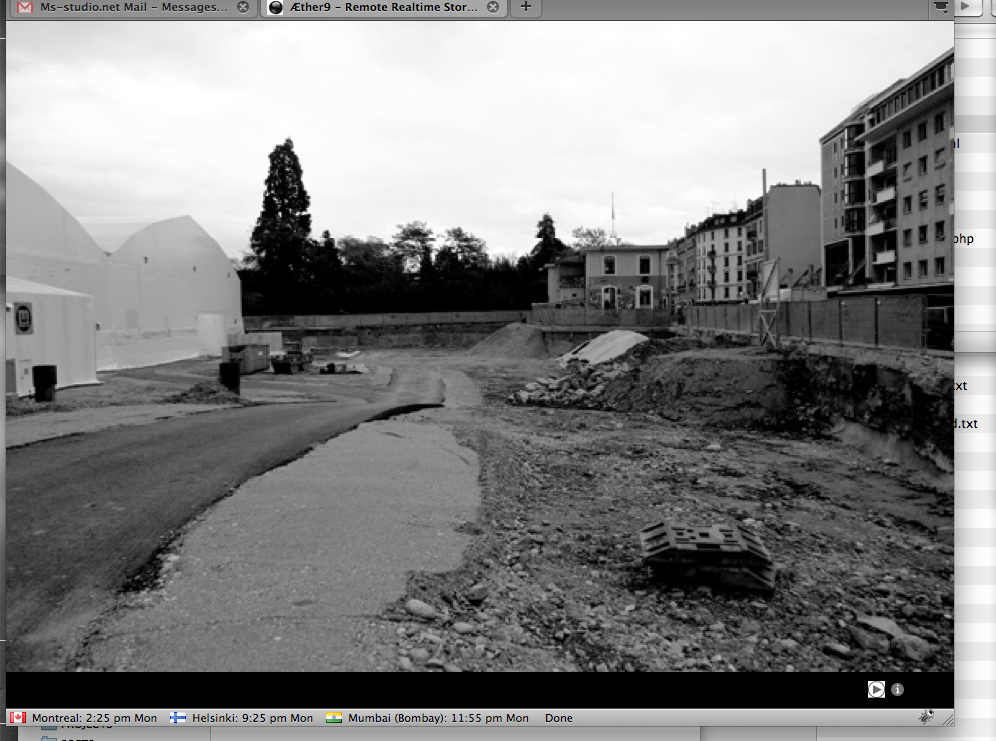 Ms-studio.net Mail – Messages...
Æther9 – Remote Realtime Stor...
php
.txt
Montreal: 2:25 pm Mon
Helsinki: 9:25 pm Mon
Mumbai (Bombay): 11:55 pm Mon
Done